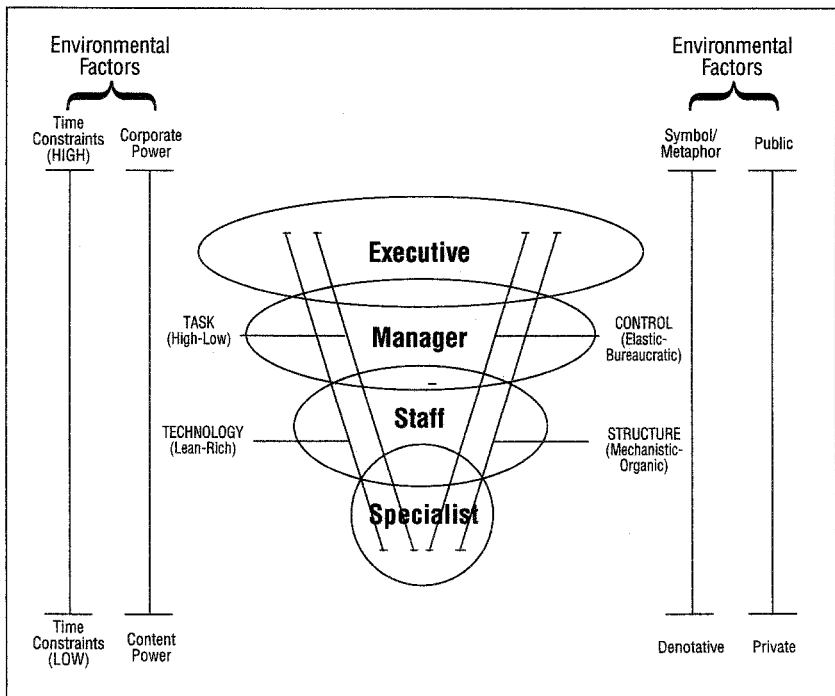 Environmental
Factors
Time
Constraints
(HIGH)
Corporate
Power
Environmental
Factors
Symbol/
Metaphor
Public
Executive
TASK
(High-Low)
Manager
CONTROL
(Elastic-
Bureaucratic)
Staff
TECHNOLOGY
(Lean-Rich)
STRUCTURE
(Mechanistic-
Organic)
Specialist
Time
Constraints
(LOW)
Content
Power
Denotative
Private